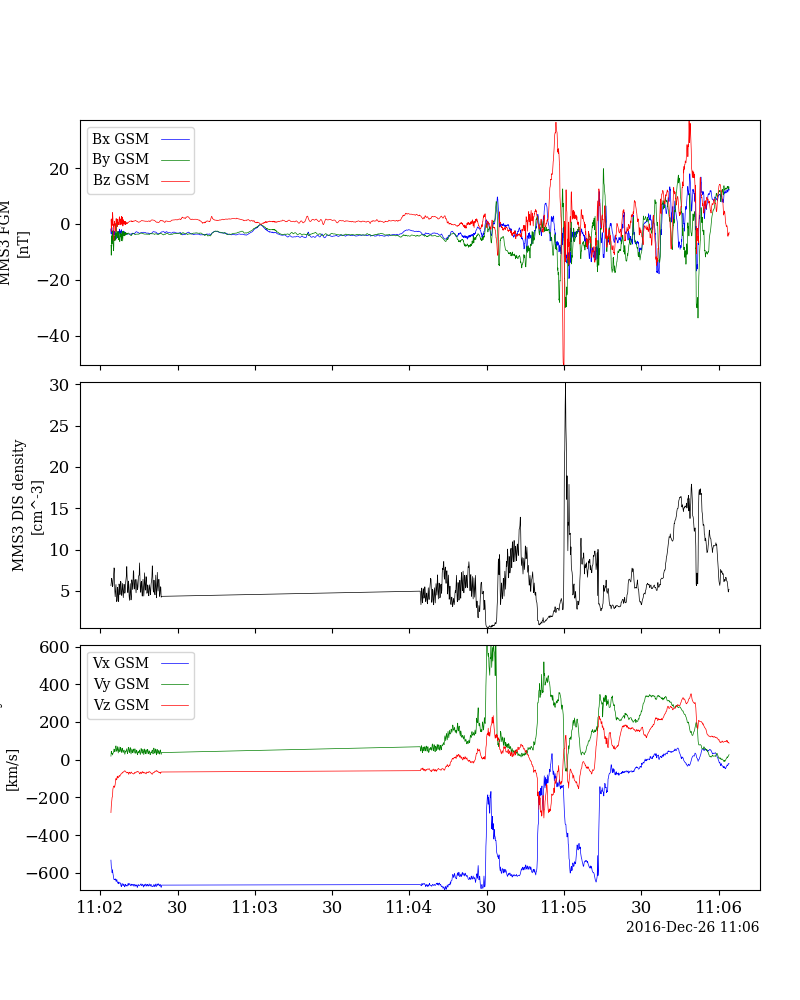 Bx GSM
By GSM
Bz GSM
20
0
−20
−40
MMS3 FGM
[nT]
30
25
20
15
10
5
MMS3 DIS density
[cm^-3]
Vx GSM
Vy GSM
Vz GSM
600
400
200
0
−200
−400
−600
[km/s]
11:02 30 11:03 30 11:04 30 11:05 30 11:06
2016-Dec-26 11:06